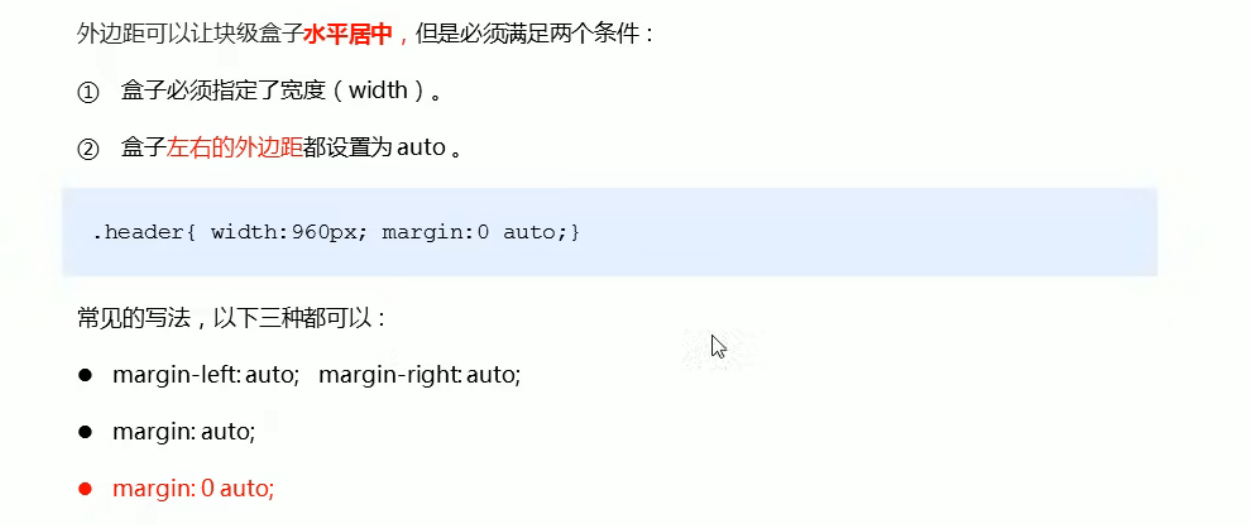 外边距可以让块级盒子水平居中，但是必须满足两个条件：
① 盒子必须指定了宽度（width）。
② 盒子左右的外边距都设置为 auto 。
.header{ width:960px; margin:0 auto;}
常见的写法，以下三种都可以：
● margin-left: auto; margin-right: auto;
● margin: auto;
● margin: 0 auto;